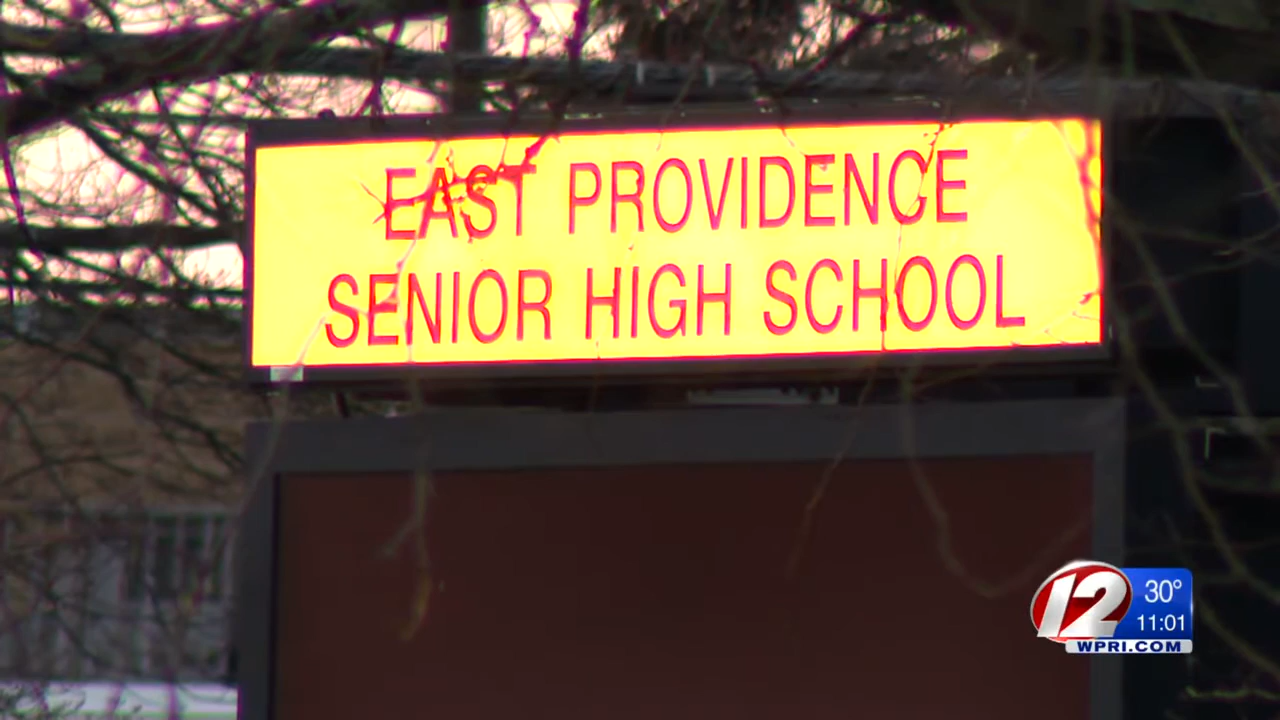 EAST PROVIDENCE
SENIOR HIGH SCHOOL
12
30°
11:01
WPRI.COM